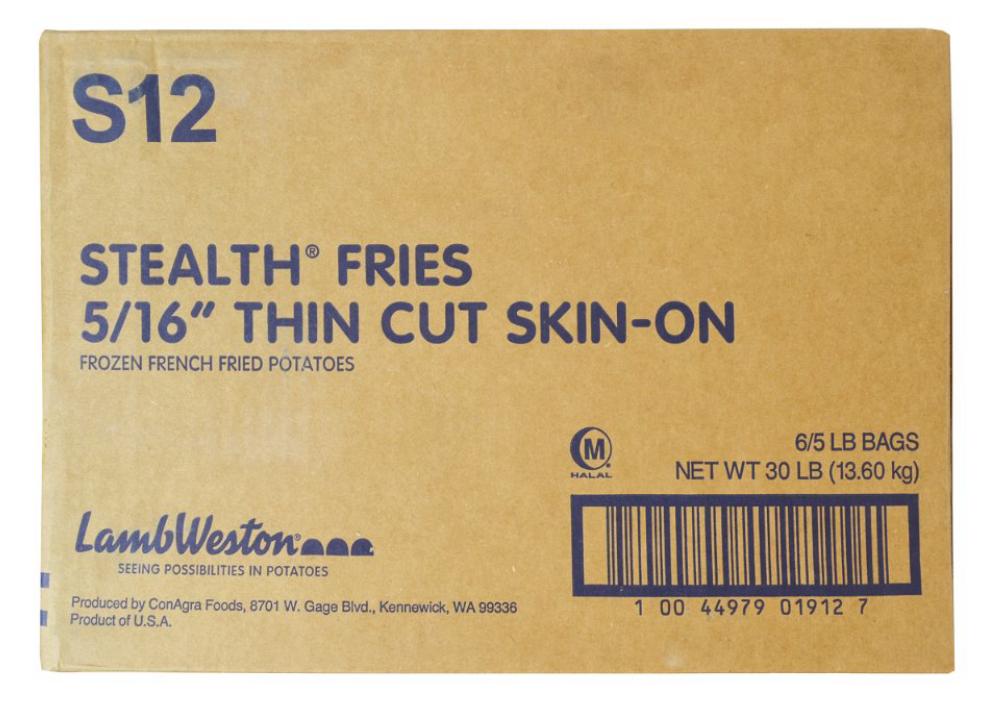 S12
STEALTH® FRIES
5/16" THIN CUT SKIN-ON
FROZEN FRENCH FRIED POTATOES
M
HALAL
6/5 LB BAGS
NET WT 30 LB (13.60 kg)
LambWeston®
SEEING POSSIBILITIES IN POTATOES
1 00 44979 01912 7
Produced by ConAgra Foods, 8701 W. Gage Blvd., Kennewick, WA 99336
Product of U.S.A.